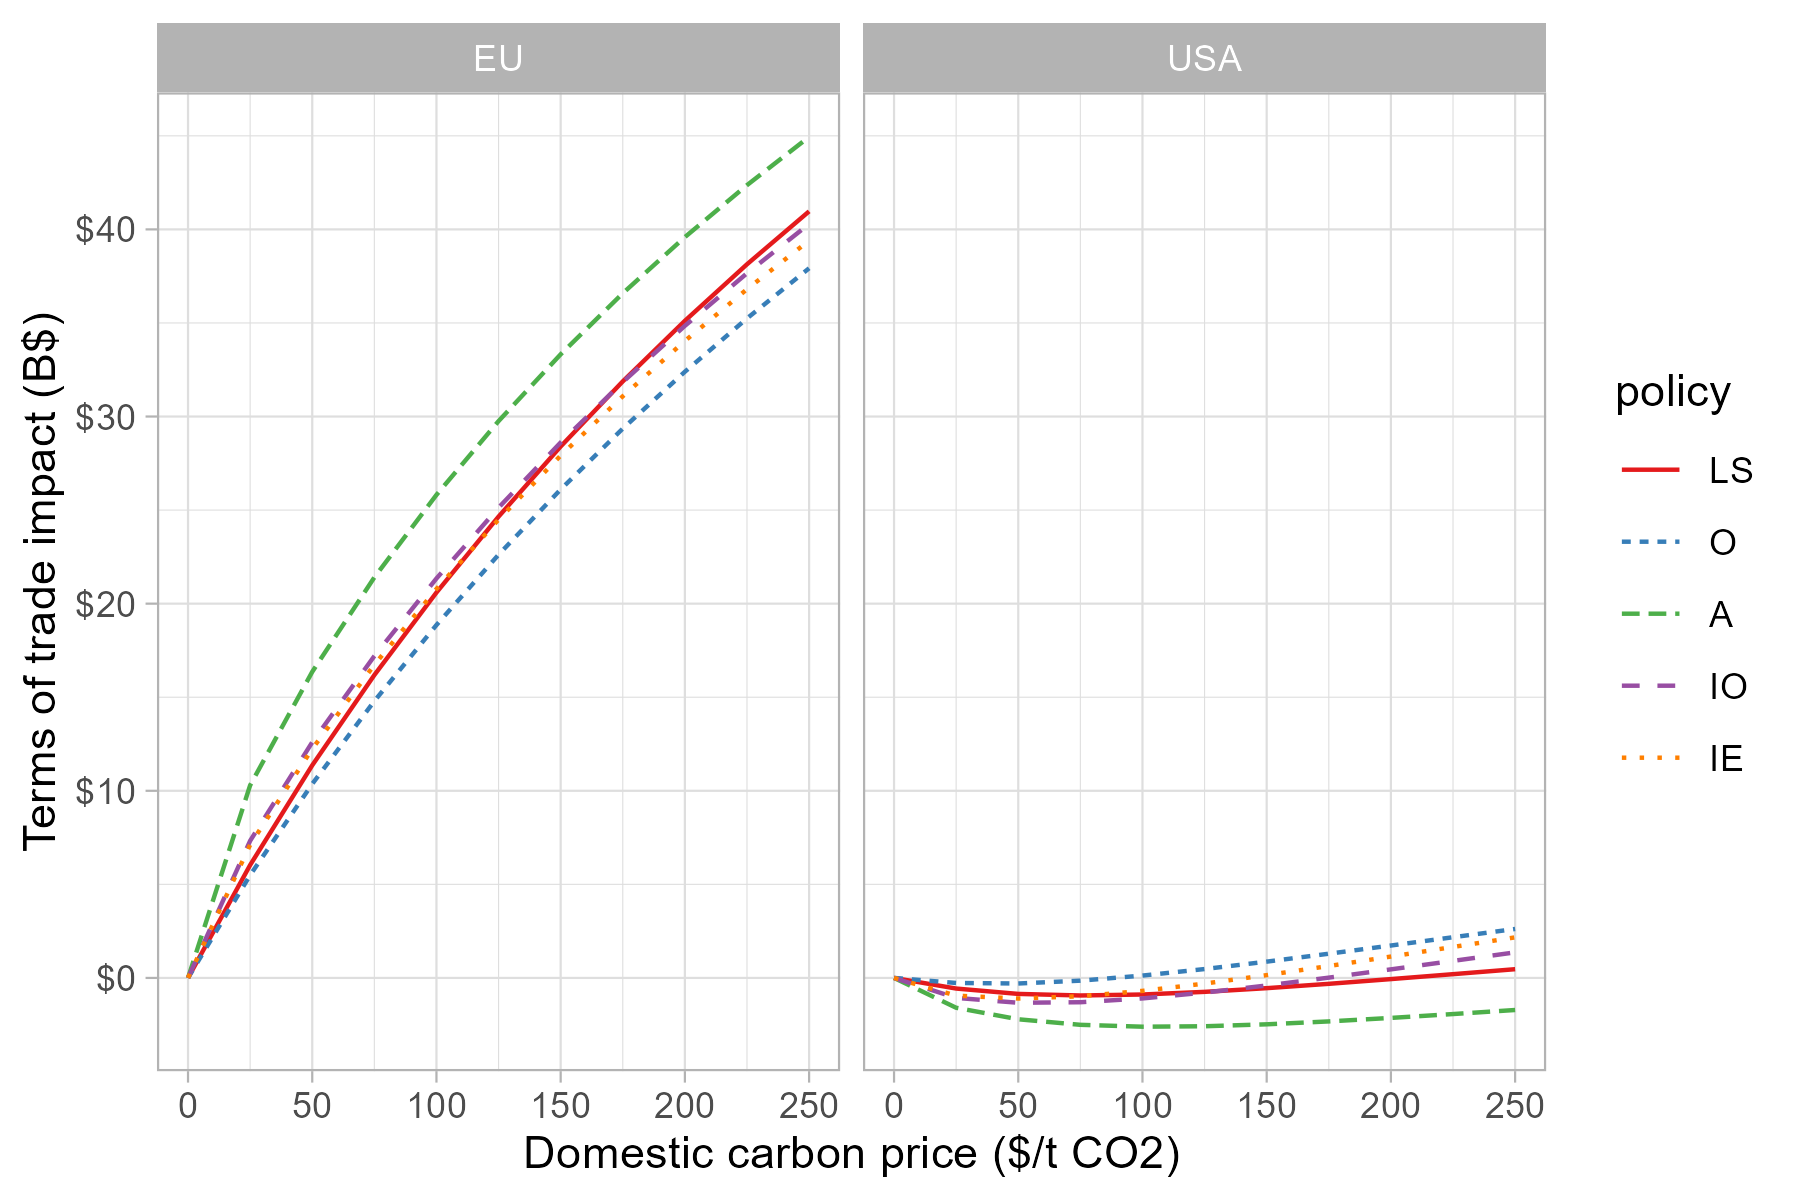 EU
USA
Terms of trade impact (B$)
$40
$30
$20
$10
$0
0 50 100 150 200 250
0 50 100 150 200 250
Domestic carbon price ($/t CO2)
policy
LS
O
A
IO
IE